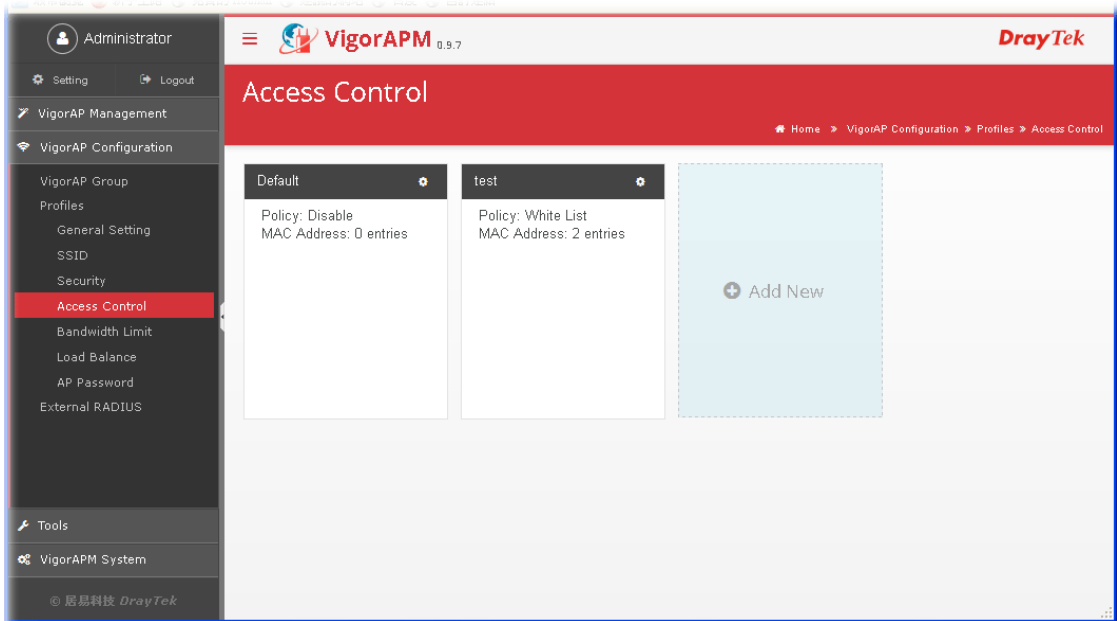 Administrator
Setting
Logout
VigorAP Management
VigorAP Configuration
VigorAP Group
Profiles
General Setting
SSID
Security
Access Control
Bandwidth Limit
Load Balance
AP Password
External RADIUS
Tools
VigorAPM System
© 居易科技 DrayTek
VigorAPM 0.9.7
DrayTek
Access Control
Home » VigorAP Configuration » Profiles » Access Control
Default
Policy: Disable
MAC Address: 0 entries
test
Policy: White List
MAC Address: 2 entries
Add New